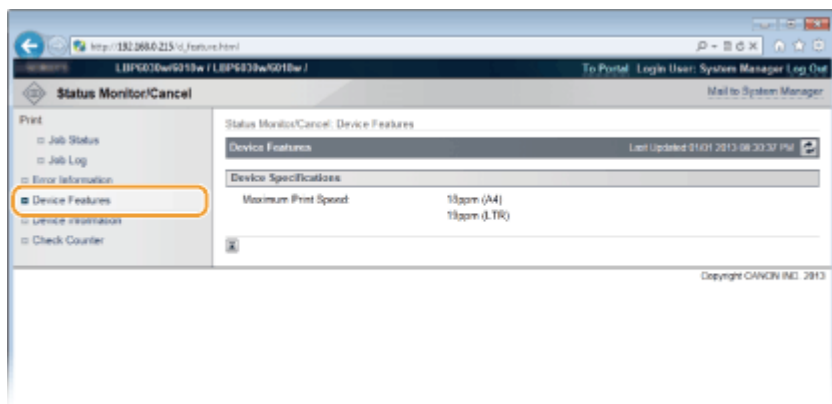 http://192.168.0.215/d_feature.html
LBP6030w/6018w / LBP6030w/6018w /
To Portal Login User: System Manager Log Out
Status Monitor/Cancel
Mail to System Manager
Print
Job Status
Job Log
Error Information
Device Features
Device Information
Check Counter
Status Monitor/Cancel: Device Features
Device Features
Last Updated 01/01 2013 08:30:37 PM
Device Specifications
Maximum Print Speed: 18ppm (A4)
19ppm (LTR)
Copyright CANON INC. 2013